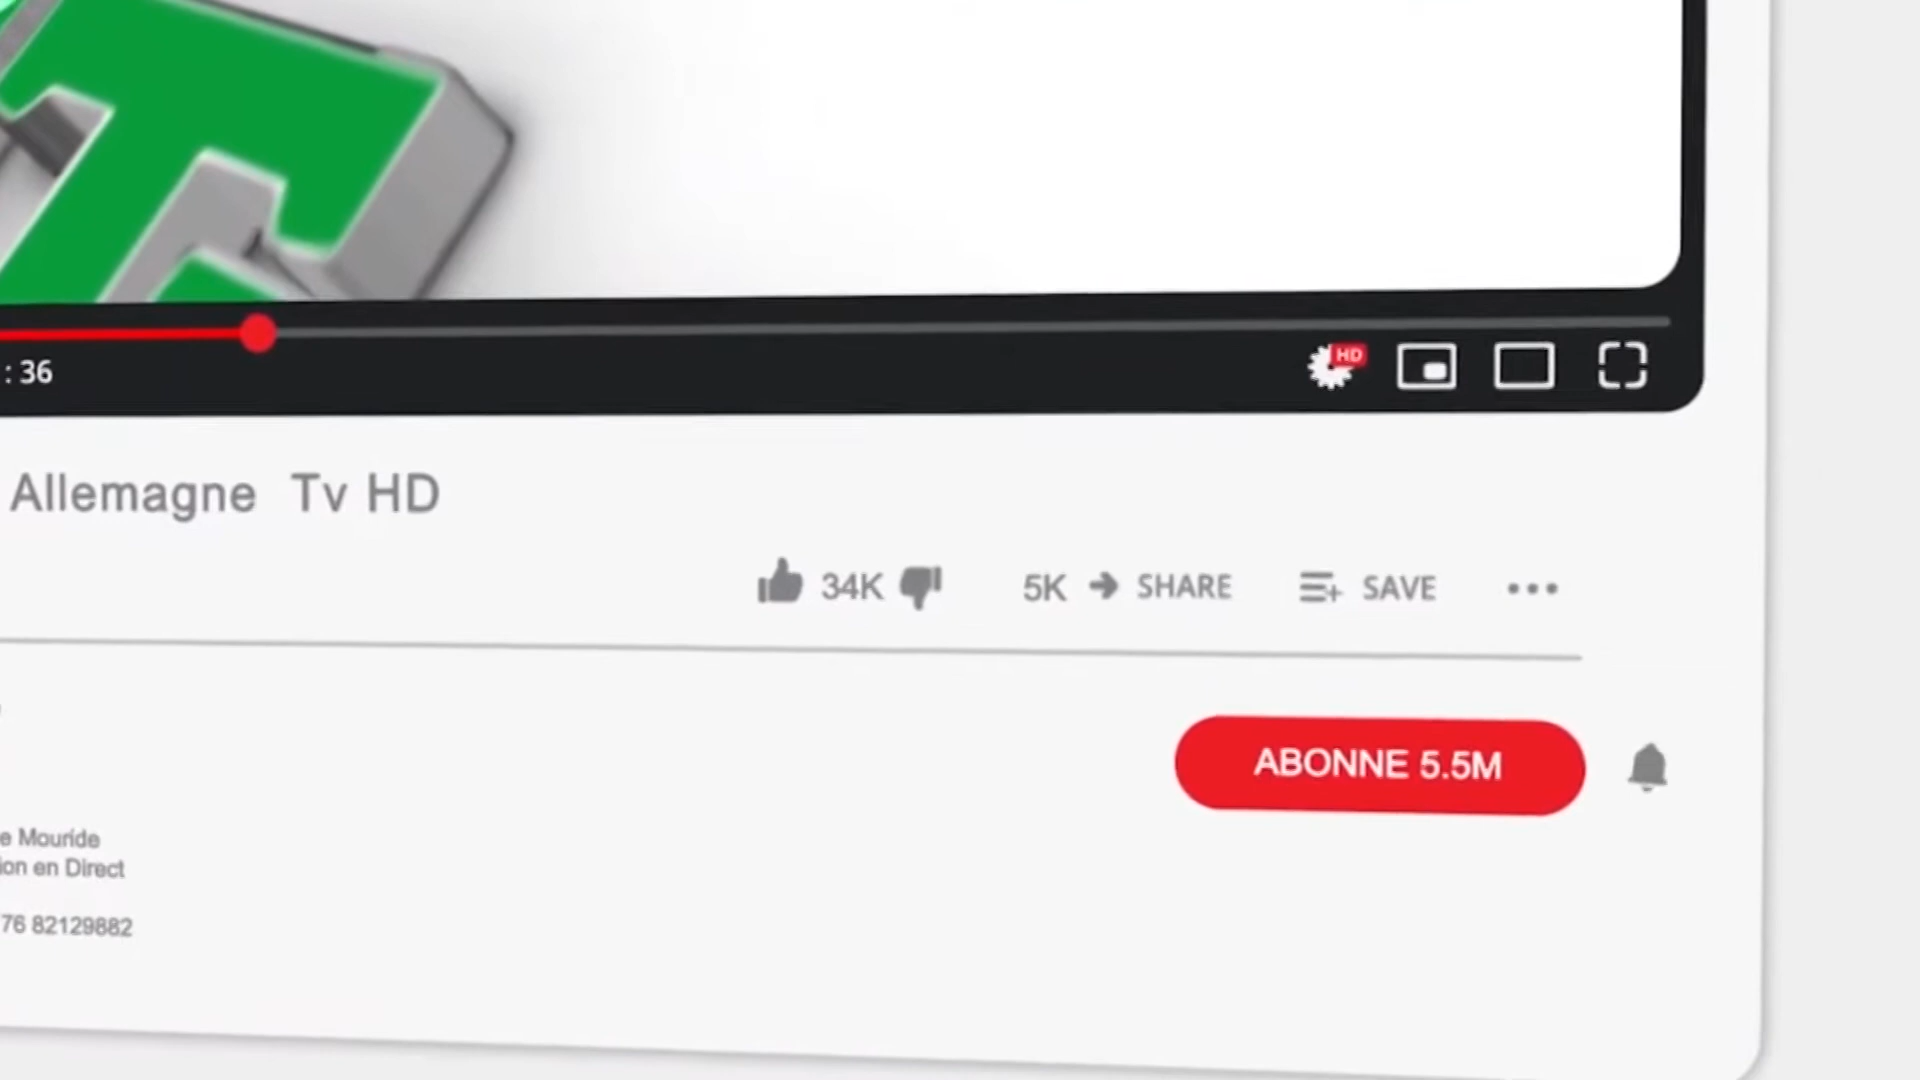 HD
: 36
Allemagne Tv HD
34K 5K SHARE SAVE
ABONNE 5.5M
e Mouride
ion en Direct
76 82129882